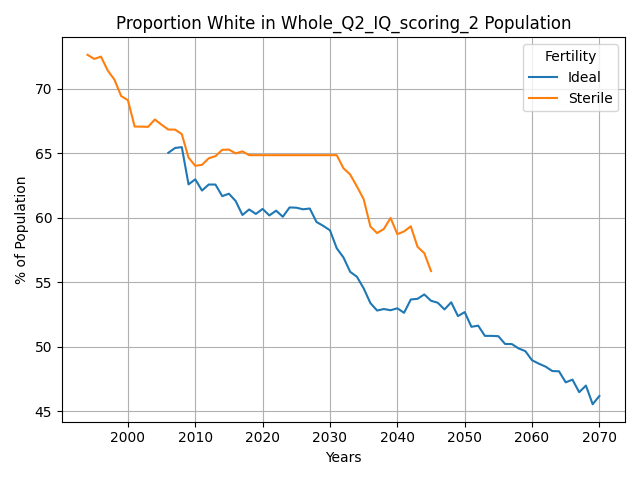 Proportion White in Whole_Q2_IQ_scoring_2 Population
Fertility
Ideal
Sterile
% of Population
70
65
60
55
50
45
2000 2010 2020 2030 2040 2050 2060 2070
Years